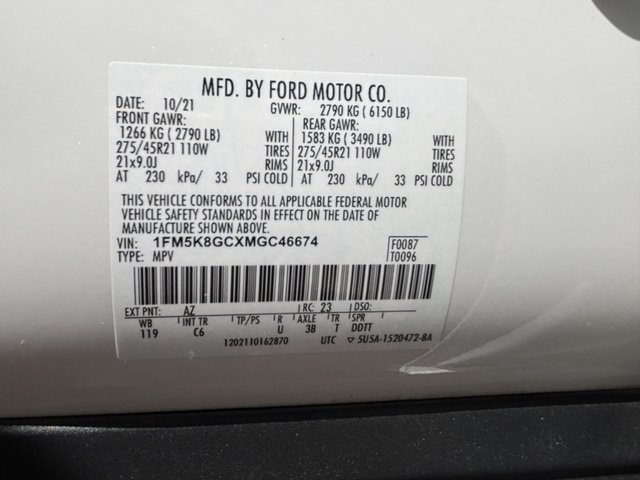 MFD. BY FORD MOTOR CO.
DATE: 10/21 GVWR: 2790 KG ( 6150 LB)
FRONT GAWR: REAR GAWR:
1266 KG ( 2790 LB) WITH 1583 KG ( 3490 LB) WITH
275/45R21 110W TIRES 275/45R21 110W TIRES
21x9.0J RIMS 21x9.0J RIMS
AT 230 kPa/ 33 PSI COLD AT 230 kPa/ 33 PSI COLD
THIS VEHICLE CONFORMS TO ALL APPLICABLE FEDERAL MOTOR
VEHICLE SAFETY STANDARDS IN EFFECT ON THE DATE OF
MANUFACTURE SHOWN ABOVE.
VIN: 1FM5K8GCXMGC46674 F0087
TYPE: MPV T0096
EXT PNT: AZ RC: 23 DSO:
WB INT TR TP/PS R AXLE TR SPR
119 C6 U 3B T DDTT
1202110162870 UTC 5U5A-1520472-BA